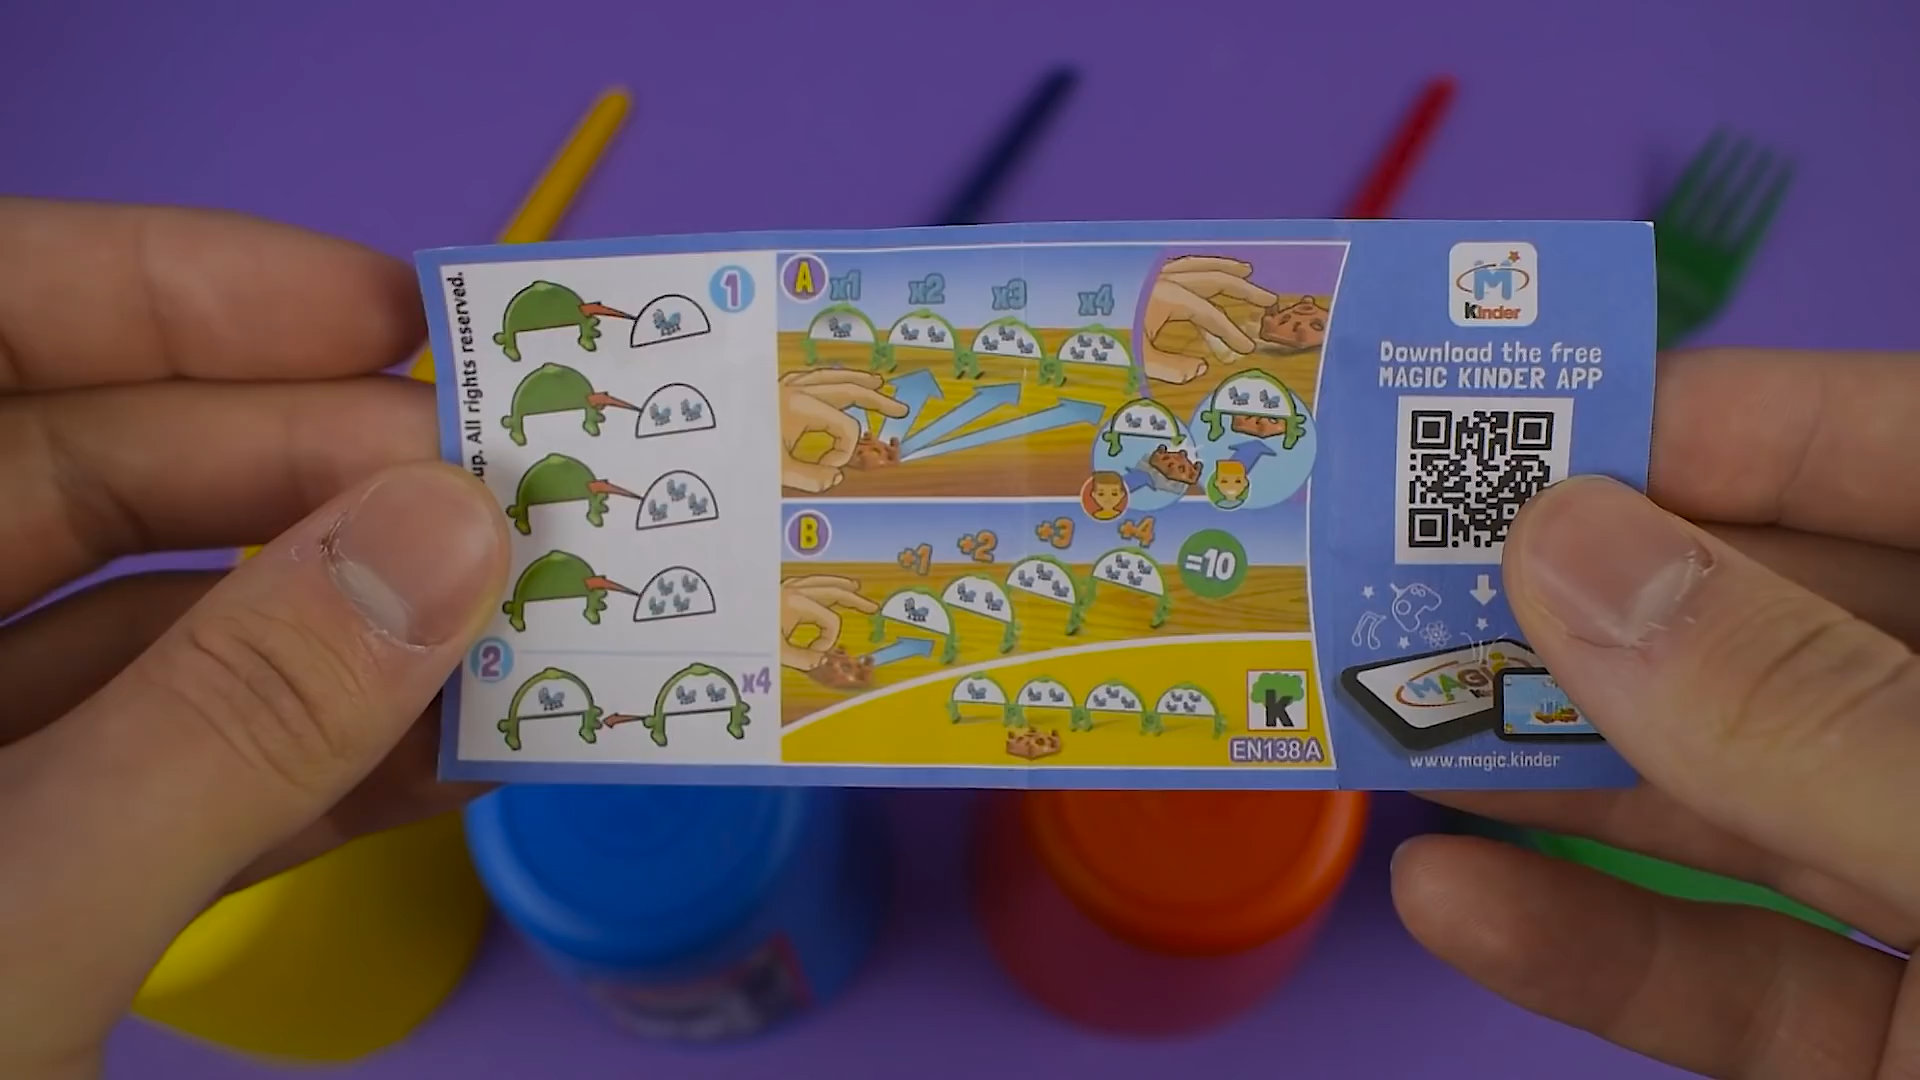 up. All rights reserved.
1
2
x4
A
x1
x2
x3
x4
B
+1
+2
+3
+4
=10
EN138A
k
Kinder
Download the free
MAGIC KINDER APP
www.magic.kinder